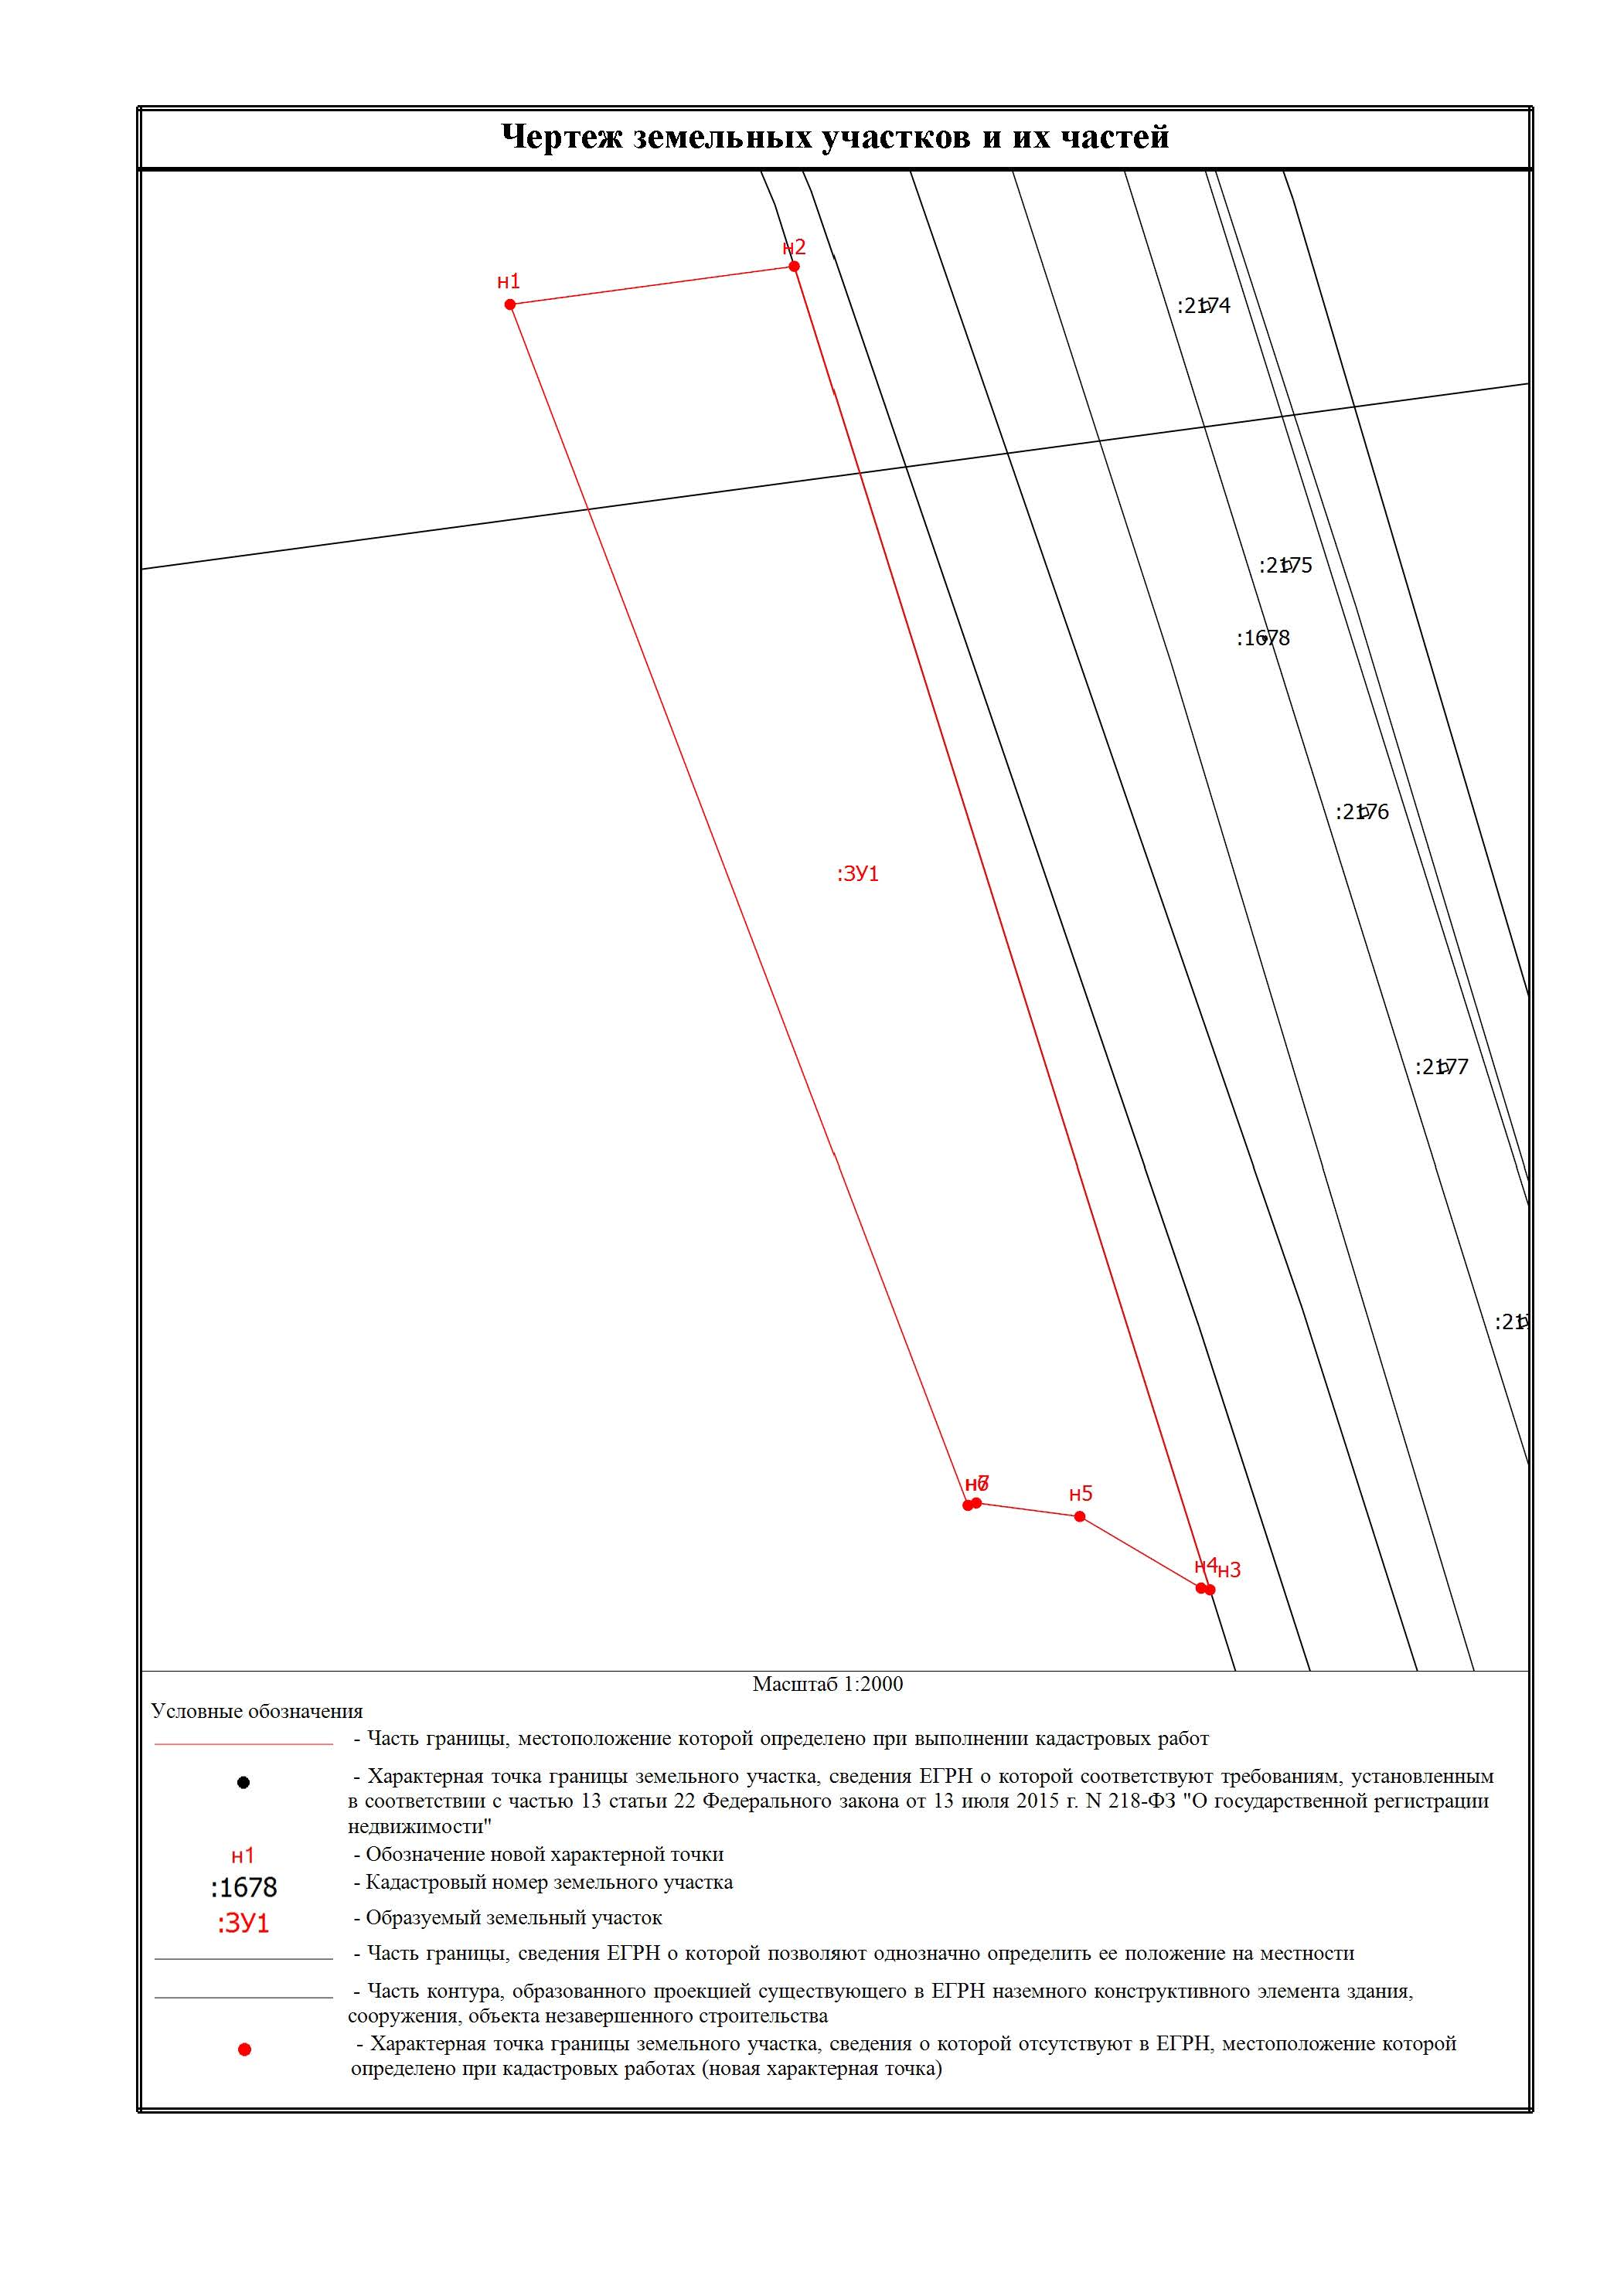 Чертеж земельных участков и их частей
н2
н1
:2174
:2175
:1678
:2176
:ЗУ1
:2177
:217
н6
н7
н5
н4
н3
Масштаб 1:2000
Условные обозначения
- Часть границы, местоположение которой определено при выполнении кадастровых работ
- Характерная точка границы земельного участка, сведения ЕГРН о которой соответствуют требованиям, установленным
в соответствии с частью 13 статьи 22 Федерального закона от 13 июля 2015 г. N 218-ФЗ "О государственной регистрации
недвижимости"
н1 - Обозначение новой характерной точки
:1678 - Кадастровый номер земельного участка
:ЗУ1 - Образуемый земельный участок
- Часть границы, сведения ЕГРН о которой позволяют однозначно определить ее положение на местности
- Часть контура, образованного проекцией существующего в ЕГРН наземного конструктивного элемента здания,
сооружения, объекта незавершенного строительства
- Характерная точка границы земельного участка, сведения о которой отсутствуют в ЕГРН, местоположение которой
определено при кадастровых работах (новая характерная точка)